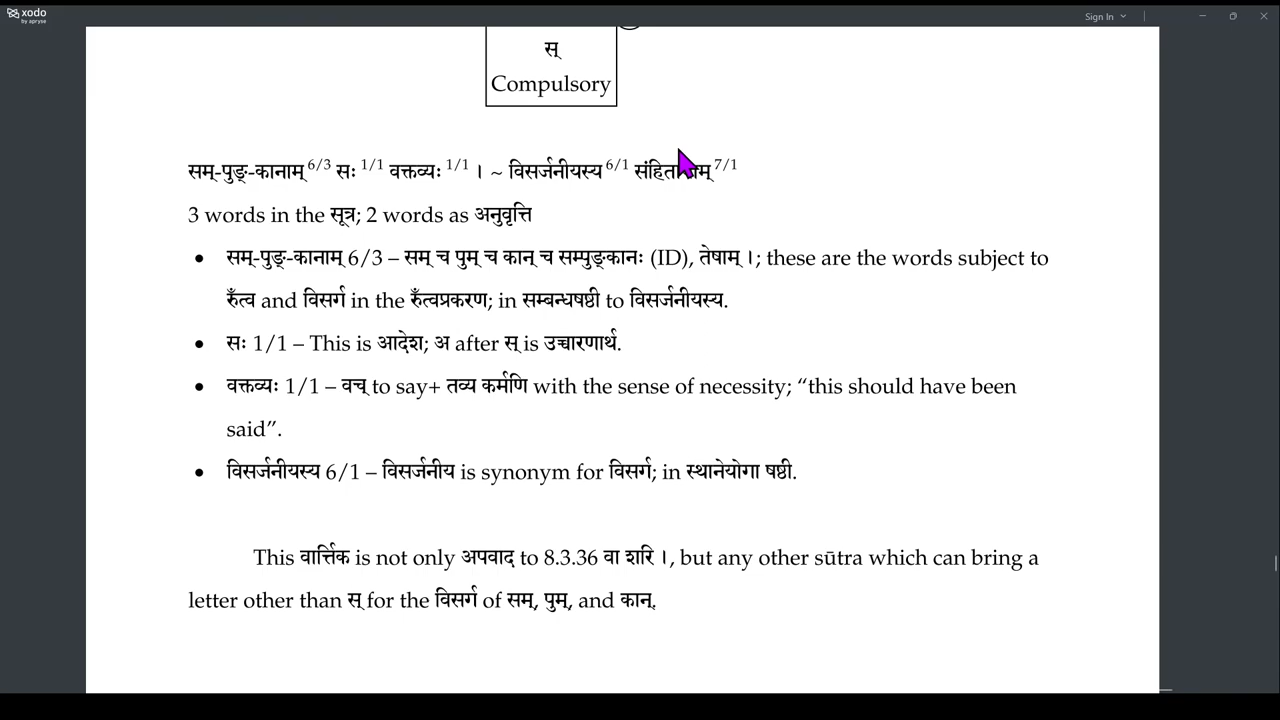 xodo
by apryse
Sign In
स्
Compulsory
सम्-पुङ्-कानाम् 6/3 सः 1/1 वक्तव्यः 1/1 । ~ विसर्जनीयस्य 6/1 संहितायाम् 7/1
3 words in the सूत्र; 2 words as अनुवृत्ति
• सम्-पुङ्-कानाम् 6/3 – सम् च पुम् च कान् च सम्पुङ्कानः (ID), तेषाम् ।; these are the words subject to
रुँत्व and विसर्ग in the रुँत्वप्रकरण; in सम्बन्धषष्ठी to विसर्जनीयस्य.
• सः 1/1 – This is आदेश; अ after स् is उच्चारणार्थ.
• वक्तव्यः 1/1 – वच् to say+ तव्य कर्मणि with the sense of necessity; “this should have been
said”.
• विसर्जनीयस्य 6/1 – विसर्जनीय is synonym for विसर्ग; in स्थानेयोगा षष्ठी.
This वार्त्तिक is not only अपवाद to 8.3.36 वा शरि ।, but any other sūtra which can bring a
letter other than स् for the विसर्ग of सम्, पुम्, and कान्.